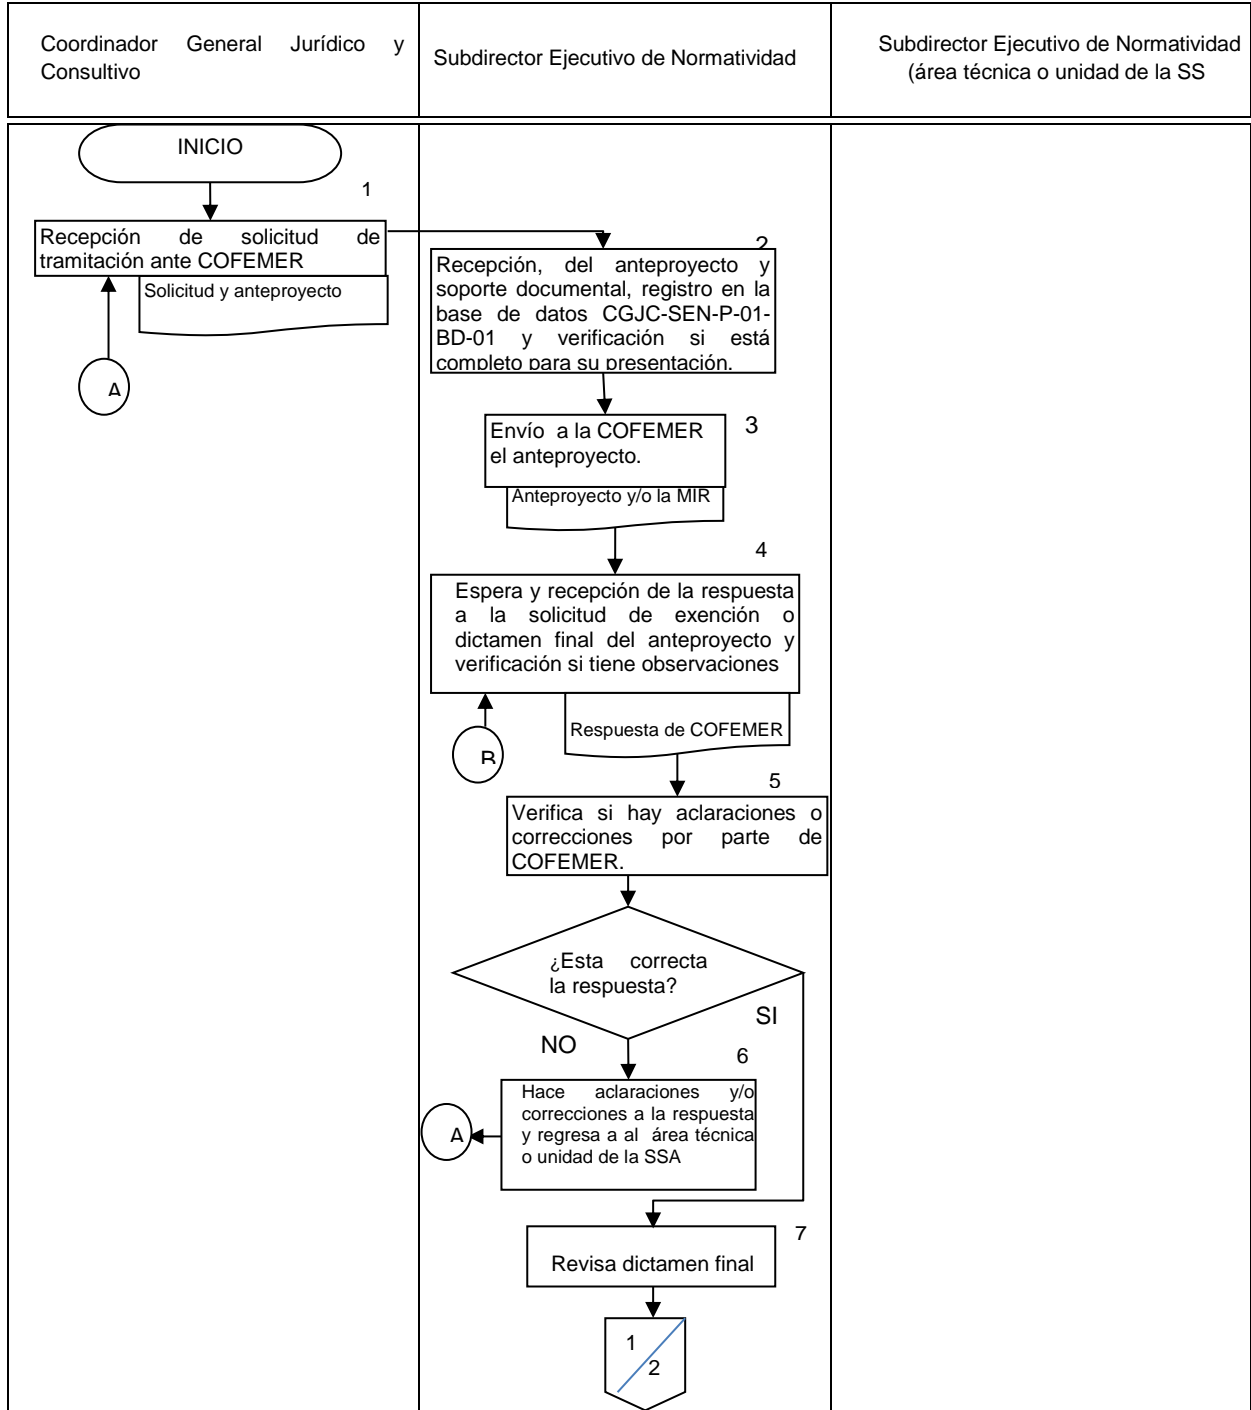 Coordinador General Jurídico y
Consultivo
Subdirector Ejecutivo de Normatividad
Subdirector Ejecutivo de Normatividad
(área técnica o unidad de la SS
INICIO
1
Recepción de solicitud de
tramitación ante COFEMER
Solicitud y anteproyecto
A
2
Recepción, del anteproyecto y
soporte documental, registro en la
base de datos CGJC-SEN-P-01-
BD-01 y verificación si está
completo para su presentación.
3
Envío a la COFEMER
el anteproyecto.
Anteproyecto y/o la MIR
4
Espera y recepción de la respuesta
a la solicitud de exención o
dictamen final del anteproyecto y
verificación si tiene observaciones
Respuesta de COFEMER
B
5
Verifica si hay aclaraciones o
correcciones por parte de
COFEMER.
¿Esta correcta
la respuesta?
SI
NO
6
Hace aclaraciones y/o
correcciones a la respuesta
y regresa a al área técnica
o unidad de la SSA
A
7
Revisa dictamen final
1
2